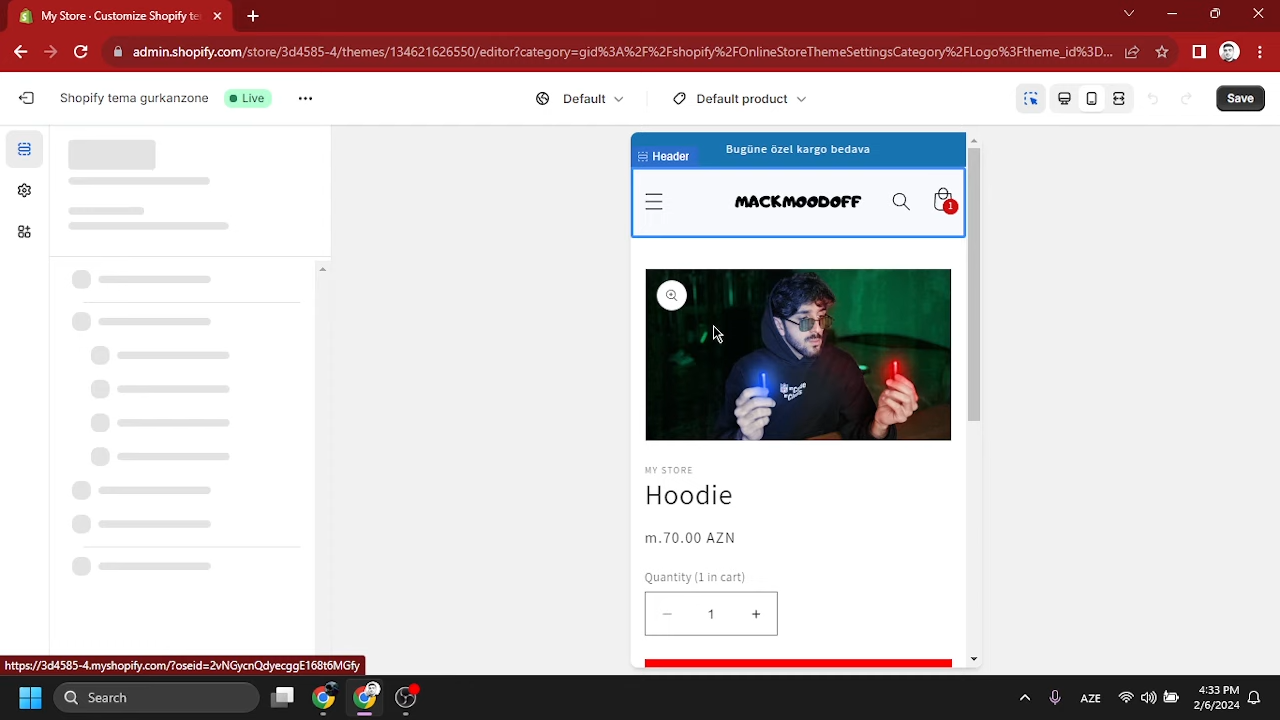 My Store · Customize Shopify to
admin.shopify.com/store/3d4585-4/themes/134621626550/editor?category=gid%3A%2F%2Fshopify%2FOnlineStoreThemeSettingsCategory%2FLogo%3Ftheme_id%3D...
Shopify tema gurkanzone
Live
Default
Default product
Save
Bugüne özel kargo bedava
Header
MACKMOODOFF
1
MY STORE
Hoodie
m.70.00 AZN
Quantity (1 in cart)
− 1 +
https://3d4585-4.myshopify.com/?oseid=2vNGycnQdyecggE168t6MGfy
Search
AZE
4:33 PM
2/6/2024